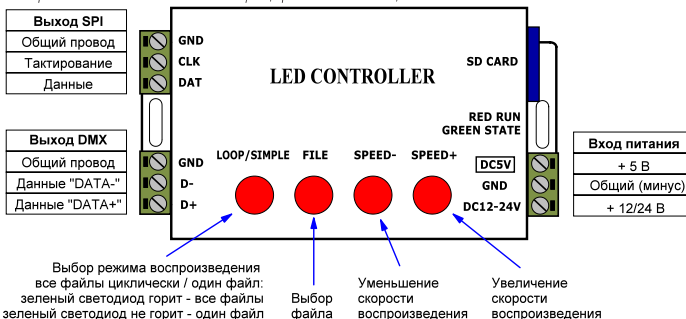 Выход SPI
Общий провод
Тактирование
Данные
GND
CLK
DAT
LED CONTROLLER
SD CARD
RED RUN
GREEN STATE
Выход DMX
Общий провод
Данные "DATA-"
Данные "DATA+"
GND
D-
D+
LOOP/SIMPLE
FILE
SPEED-
SPEED+
DC5V
GND
DC12-24V
Вход питания
+ 5 В
Общий (минус)
+ 12/24 В
Выбор режима воспроизведения
все файлы циклически / один файл:
зеленый светодиод горит - все файлы
зеленый светодиод не горит - один файл
Выбор
файла
Уменьшение
скорости
воспроизведения
Увеличение
скорости
воспроизведения